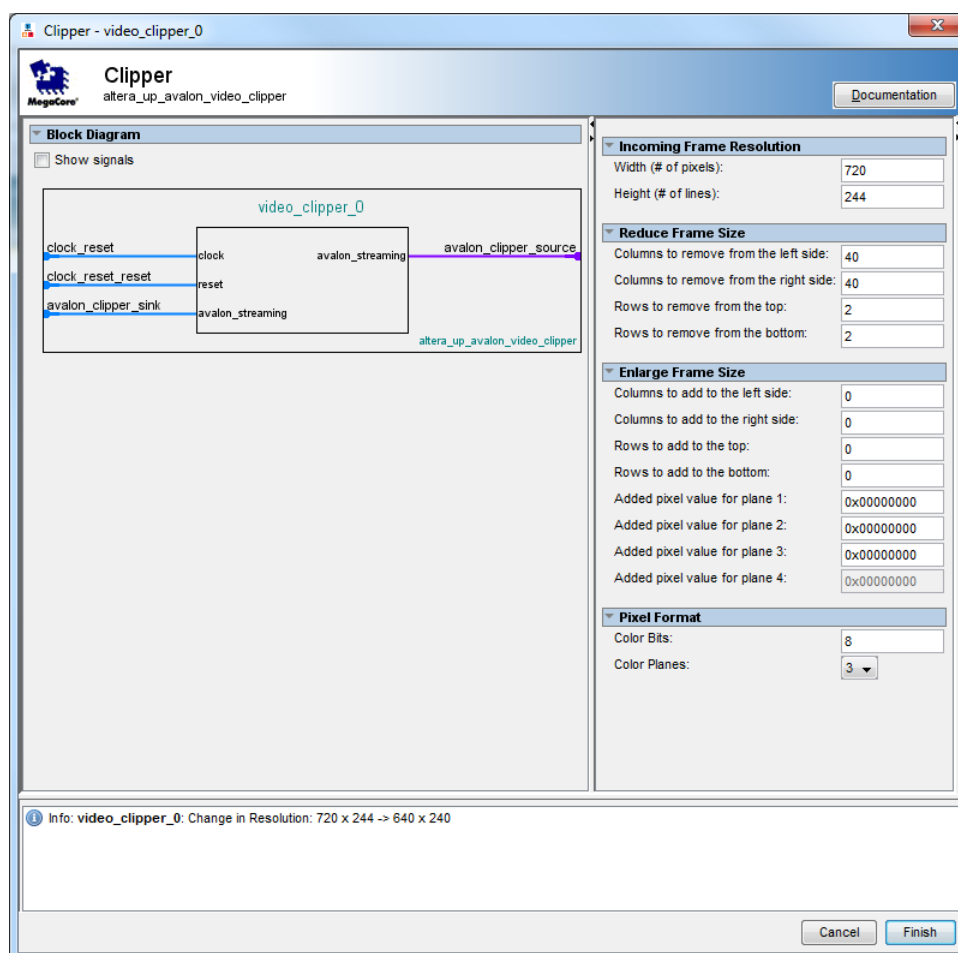 Clipper - video_clipper_0
MegaCore'
Clipper
altera_up_avalon_video_clipper
Documentation
Block Diagram
Show signals
video_clipper_0
clock_reset
clock
avalon_streaming
avalon_clipper_source
clock_reset_reset
reset
avalon_clipper_sink
avalon_streaming
altera_up_avalon_video_clipper
Incoming Frame Resolution
Width (# of pixels): 720
Height (# of lines): 244
Reduce Frame Size
Columns to remove from the left side: 40
Columns to remove from the right side: 40
Rows to remove from the top: 2
Rows to remove from the bottom: 2
Enlarge Frame Size
Columns to add to the left side: 0
Columns to add to the right side: 0
Rows to add to the top: 0
Rows to add to the bottom: 0
Added pixel value for plane 1: 0x00000000
Added pixel value for plane 2: 0x00000000
Added pixel value for plane 3: 0x00000000
Added pixel value for plane 4: 0x00000000
Pixel Format
Color Bits: 8
Color Planes: 3
Info: video_clipper_0: Change in Resolution: 720 x 244 -> 640 x 240
Cancel
Finish